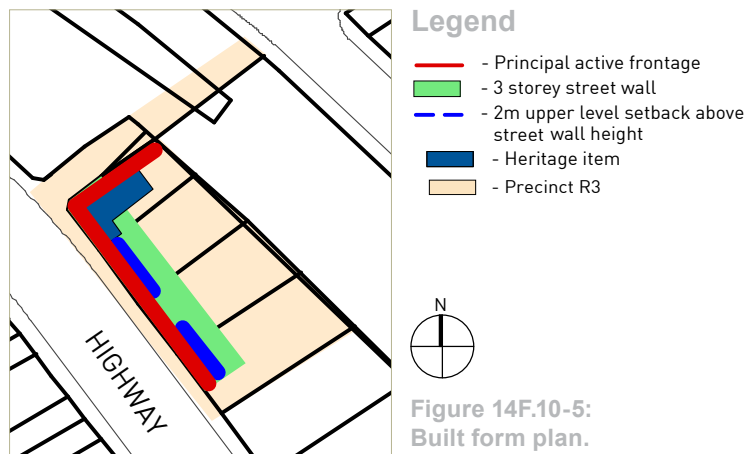 Legend
- Principal active frontage
- 3 storey street wall
- 2m upper level setback above
street wall height
- Heritage item
- Precinct R3
HIGHWAY
N
Figure 14F.10-5:
Built form plan.